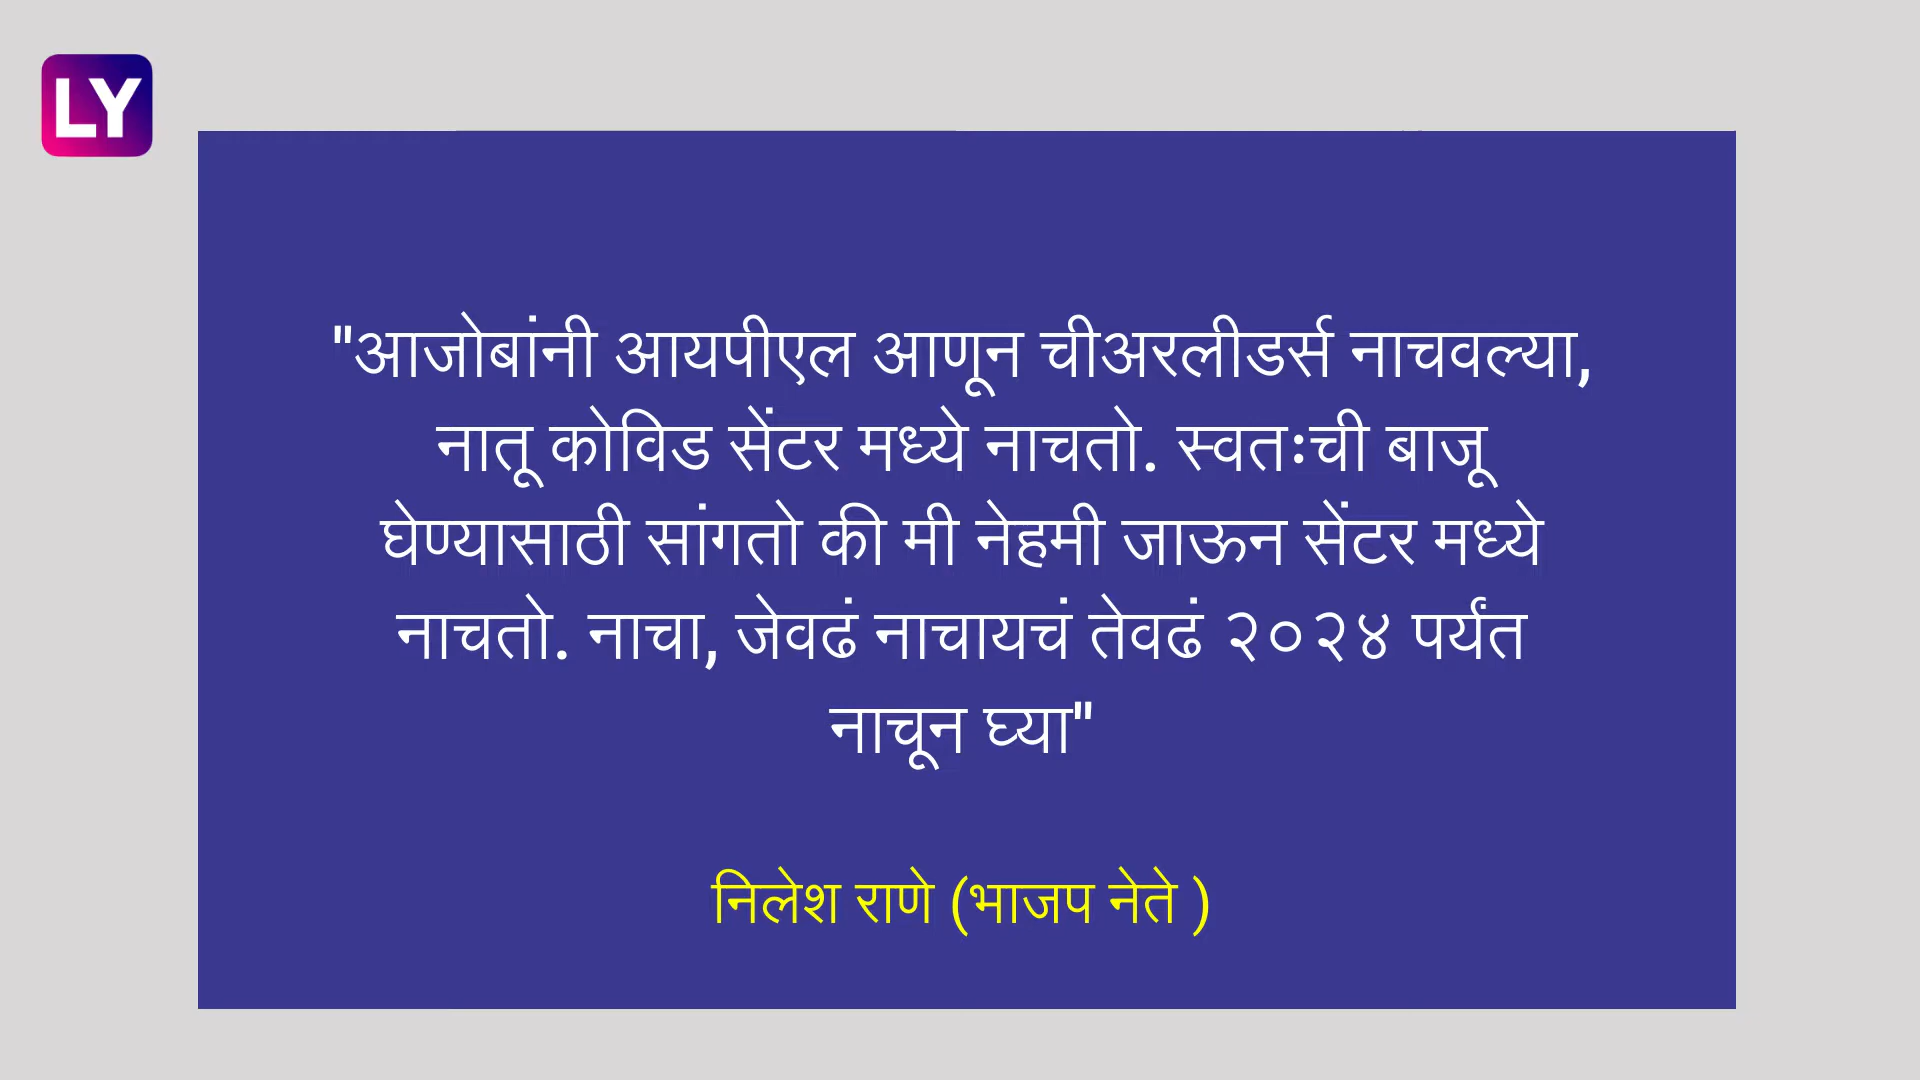 LY
"आजोबांनी आयपीएल आणून चीअरलीडर्स नाचवल्या,
नातू कोविड सेंटर मध्ये नाचतो. स्वतःची बाजू
घेण्यासाठी सांगतो की मी नेहमी जाऊन सेंटर मध्ये
नाचतो. नाचा, जेवढं नाचायचं तेवढं २०२४ पर्यंत
नाचून घ्या"
निलेश राणे (भाजप नेते )